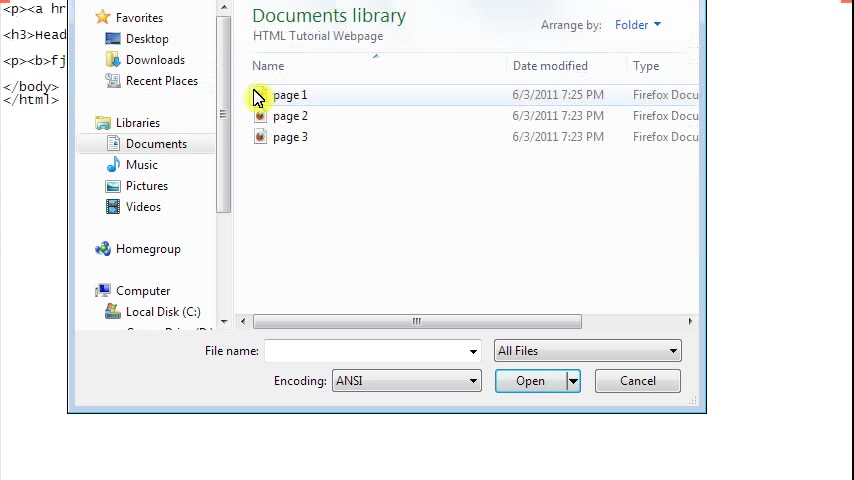 <p><a hr
<h3>Head
<p><b>fj
</body>
</html>
Favorites
Desktop
Downloads
Recent Places
Libraries
Documents
Music
Pictures
Videos
Homegroup
Computer
Local Disk (C:)
Documents library
HTML Tutorial Webpage
Arrange by: Folder
Name Date modified Type
page 1 6/3/2011 7:25 PM Firefox Docu
page 2 6/3/2011 7:23 PM Firefox Docu
page 3 6/3/2011 7:23 PM Firefox Docu
File name: All Files
Encoding: ANSI Open Cancel